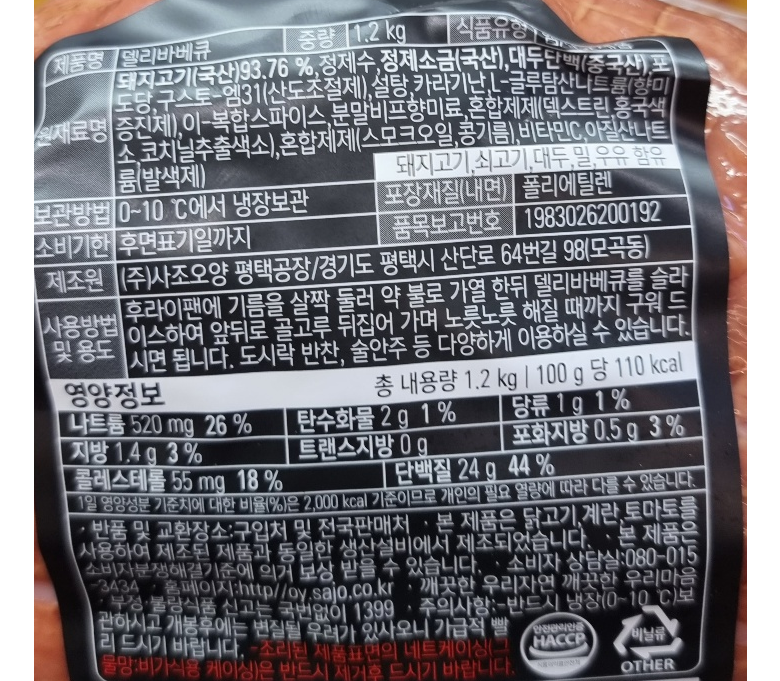 제품명 델리바베큐 중량 1.2 kg 식품유형
원재료명 돼지고기(국산)93.76 %, 정제수, 정제소금(국산), 대두단백(중국산), 포
도당, 구스토-엠31(산도조절제), 설탕, 카라기난, L-글루탐산나트륨(향미
증진제), 이-복합스파이스, 분말비프향미료, 혼합제제(덱스트린, 홍국색
소, 코치닐추출색소), 혼합제제(스모크오일, 콩기름), 비타민C, 아질산나트
륨(발색제)
돼지고기, 쇠고기, 대두, 밀, 우유 함유
보관방법 0~10 ℃에서 냉장보관 포장재질(내면) 폴리에틸렌
소비기한 후면표기일까지 품목보고번호 1983026200192
제조원 (주)사조오양 평택공장/경기도 평택시 산단로 64번길 98(모곡동)
사용방법 및 용도 후라이팬에 기름을 살짝 둘러 약 불로 가열 한뒤 델리바베큐를 슬라
이스하여 앞뒤로 골고루 뒤집어 가며 노릇노릇 해질 때까지 구워 드
시면 됩니다. 도시락 반찬, 술안주 등 다양하게 이용하실 수 있습니다.
영양정보 총 내용량 1.2 kg | 100 g 당 110 kcal
나트륨 520 mg 26 % 탄수화물 2 g 1 % 당류 1 g 1 %
지방 1.4 g 3 % 트랜스지방 0 g 포화지방 0.5 g 3 %
콜레스테롤 55 mg 18 % 단백질 24 g 44 %
1일 영양성분 기준치에 대한 비율(%)은 2,000 kcal 기준이므로 개인의 필요 열량에 따라 다를 수 있습니다.
· 반품 및 교환장소:구입처 및 전국판매처 · 본 제품은 닭고기, 계란, 토마토를
사용하여 제조된 제품과 동일한 생산설비에서 제조되었습니다. · 본 제품은
소비자분쟁해결기준에 의거 보상 받을 수 있습니다. · 소비자 상담실:080-015
-3434 · 홈페이지:http//oy.sajo.co.kr · 깨끗한 우리자연 깨끗한 우리마음
· 부정·불량식품 신고는 국번없이 1399 · 주의사항:-반드시 냉장(0~10 ℃)보
관하시고 개봉후에는 변질될 우려가 있사오니 가급적 빨
리 드시기 바랍니다. -조리된 제품표면의 네트케이싱(그
물망:비가식용 케이싱)은 반드시 제거후 드시기 바랍니다.
안전관리인증
HACCP
비닐류
OTHER